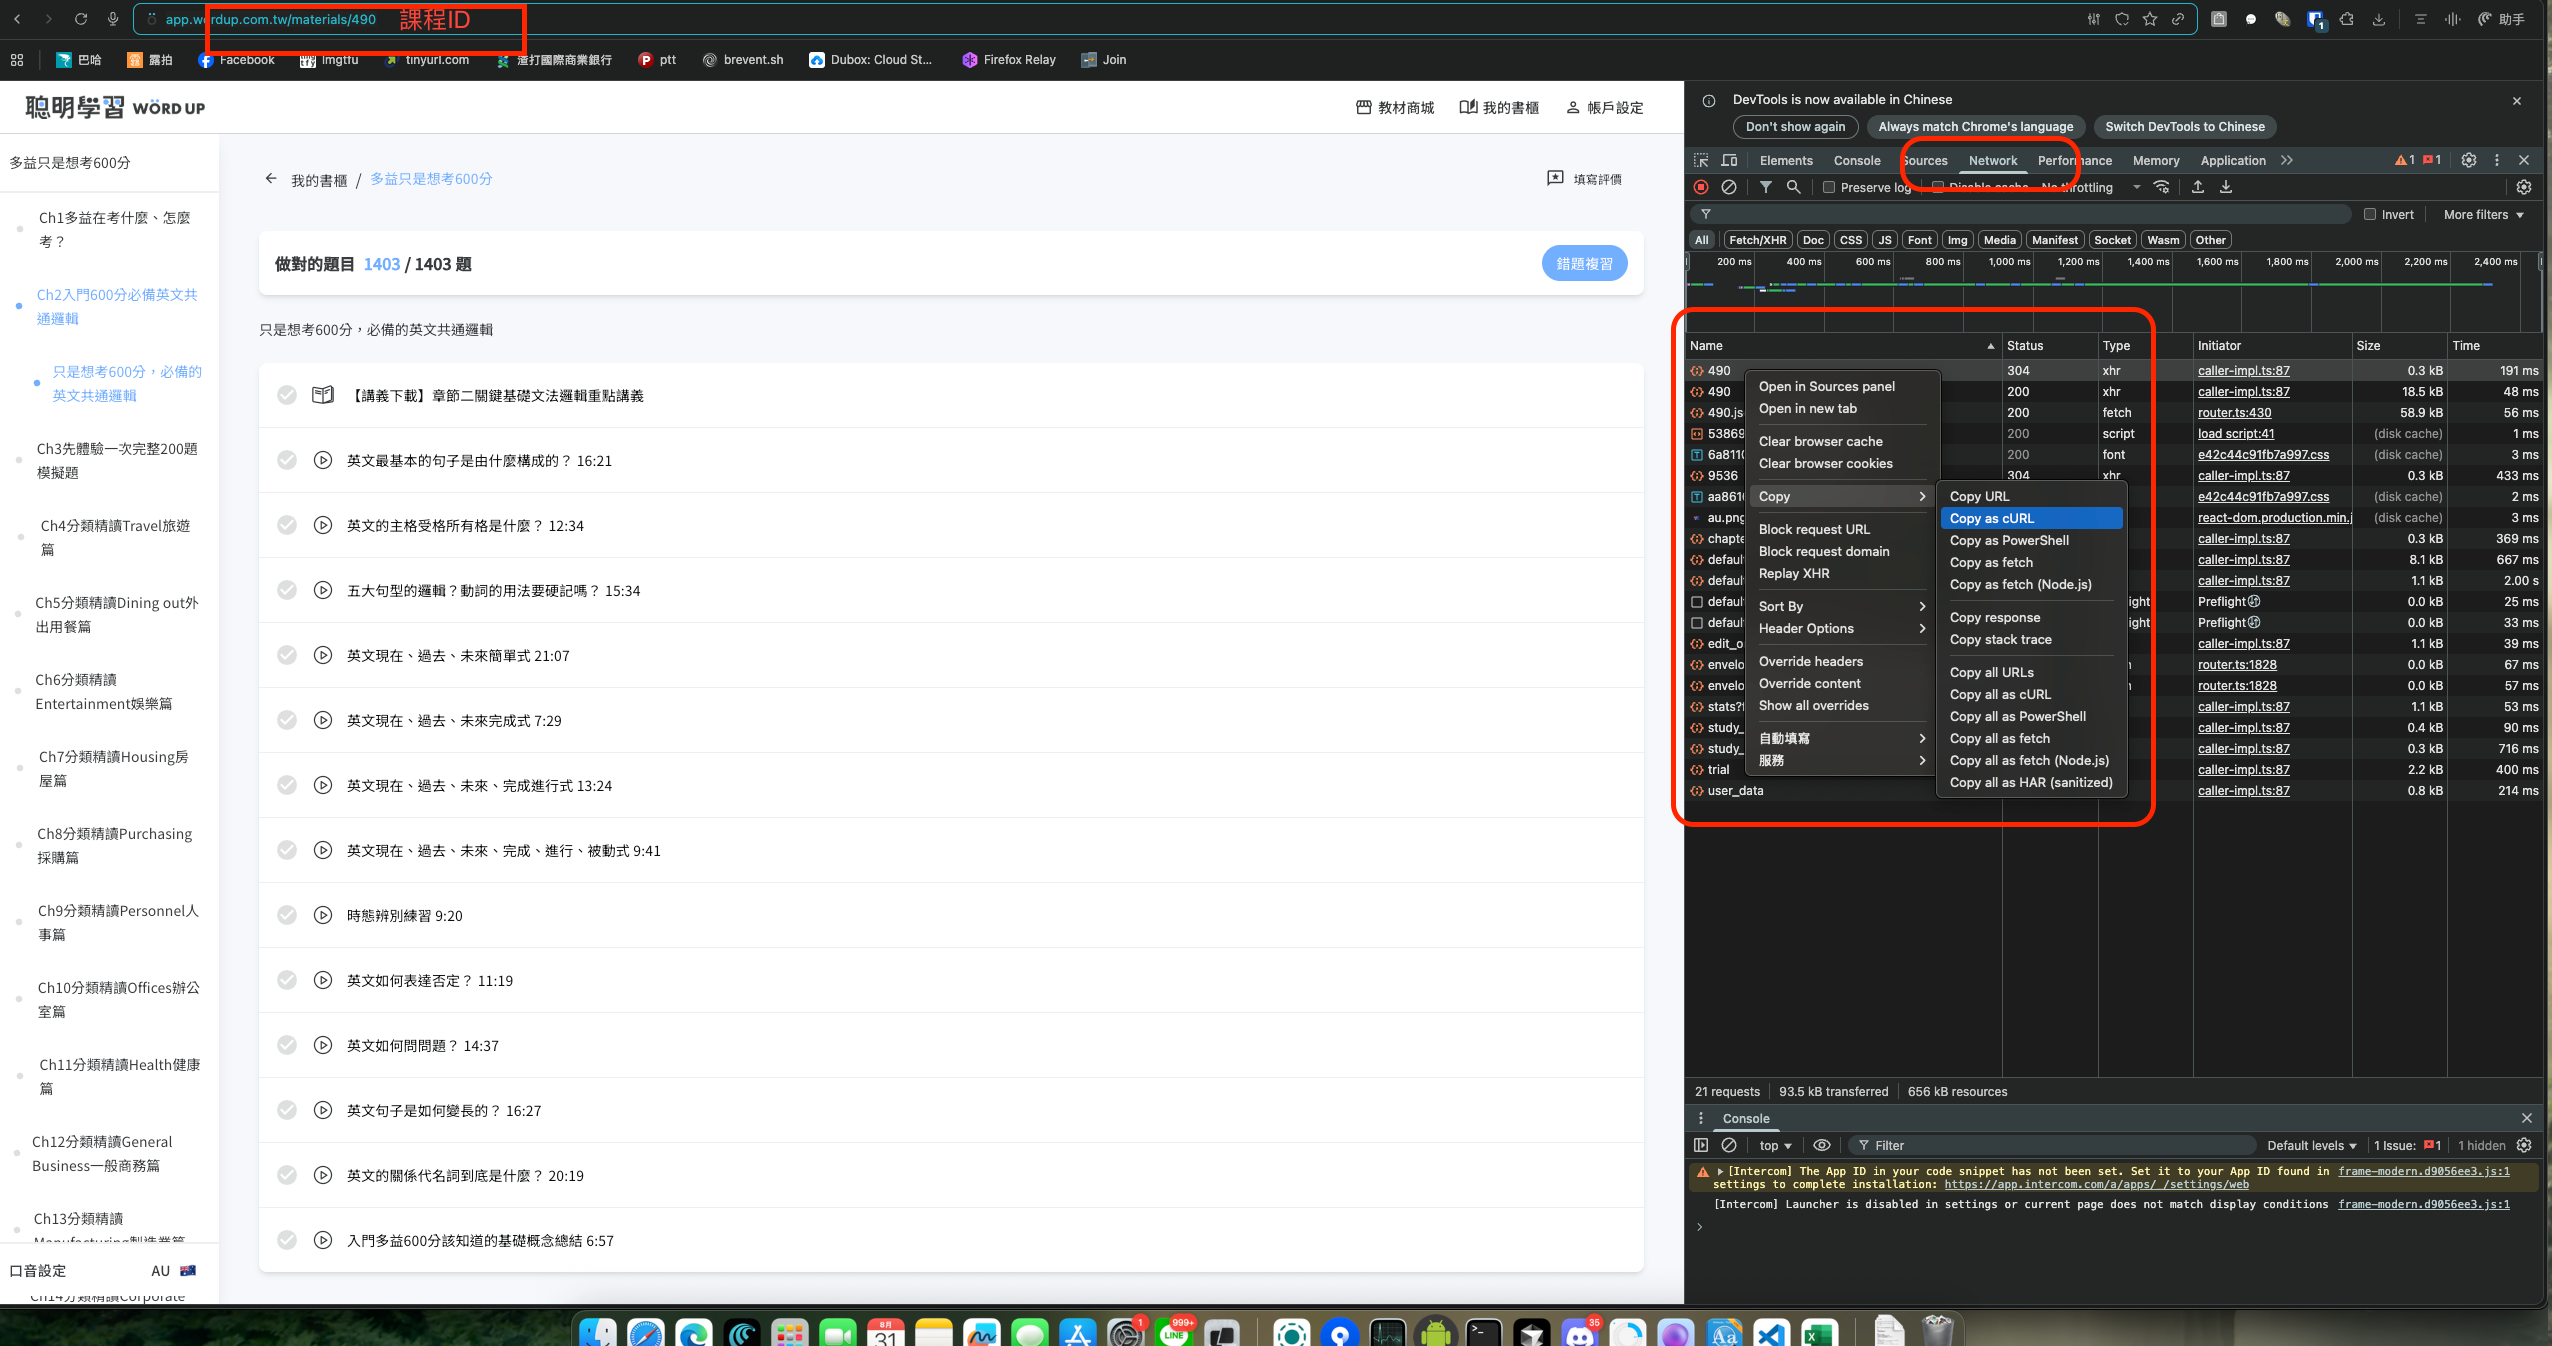 app.wordup.com.tw/materials/490
課程ID
助手
巴哈
露拍
Facebook
Imgtfu
tinyurl.com
渣打國際商業銀行
ptt
brevent.sh
Dubox: Cloud St...
Firefox Relay
Join
聰明學習 WORD UP
教材商城
我的書櫃
帳戶設定
多益只是想考600分
Ch1多益在考什麼、怎麼
考？
Ch2入門600分必備英文共
通邏輯
只是想考600分，必備的
英文共通邏輯
Ch3先體驗一次完整200題
模擬題
Ch4分類精讀Travel旅遊
篇
Ch5分類精讀Dining out外
出用餐篇
Ch6分類精讀
Entertainment娛樂篇
Ch7分類精讀Housing房
屋篇
Ch8分類精讀Purchasing
採購篇
Ch9分類精讀Personnel人
事篇
Ch10分類精讀Offices辦公
室篇
Ch11分類精讀Health健康
篇
Ch12分類精讀General
Business一般商務篇
Ch13分類精讀
Manufacturing製造業篇
口音設定 AU
Ch14分類精讀Corporate
我的書櫃 / 多益只是想考600分
填寫評價
做對的題目 1403 / 1403 題
錯題複習
只是想考600分，必備的英文共通邏輯
【講義下載】章節二關鍵基礎文法邏輯重點講義
英文最基本的句子是由什麼構成的？ 16:21
英文的主格受格所有格是什麼？ 12:34
五大句型的邏輯？動詞的用法要硬記嗎？ 15:34
英文現在、過去、未來簡單式 21:07
英文現在、過去、未來完成式 7:29
英文現在、過去、未來、完成進行式 13:24
英文現在、過去、未來、完成、進行、被動式 9:41
時態辨別練習 9:20
英文如何表達否定？ 11:19
英文如何問問題？ 14:37
英文句子是如何變長的？ 16:27
英文的關係代名詞到底是什麼？ 20:19
入門多益600分該知道的基礎概念總結 6:57
DevTools is now available in Chinese
Don't show again
Always match Chrome's language
Switch DevTools to Chinese
Elements Console Sources Network Performance Memory Application
1 1
Preserve log Disable cache No throttling
Invert More filters
All Fetch/XHR Doc CSS JS Font Img Media Manifest Socket Wasm Other
200 ms 400 ms 600 ms 800 ms 1,000 ms 1,200 ms 1,400 ms 1,600 ms 1,800 ms 2,000 ms 2,200 ms 2,400 ms
Name Status Type Initiator Size Time
490 304 xhr caller-impl.ts:87 0.3 kB 191 ms
490 200 xhr caller-impl.ts:87 18.5 kB 48 ms
490.js 200 fetch router.ts:430 58.9 kB 56 ms
53869 200 script load script:41 (disk cache) 1 ms
6a8110 200 font e42c44c91fb7a997.css (disk cache) 3 ms
9536 304 xhr caller-impl.ts:87 0.3 kB 433 ms
aa861 e42c44c91fb7a997.css (disk cache) 2 ms
au.png react-dom.production.min.j (disk cache) 3 ms
chapte caller-impl.ts:87 0.3 kB 369 ms
defaul caller-impl.ts:87 8.1 kB 667 ms
defaul caller-impl.ts:87 1.1 kB 2.00 s
defaul ight Preflight 0.0 kB 25 ms
defaul ight Preflight 0.0 kB 33 ms
edit_o caller-impl.ts:87 1.1 kB 39 ms
envelo router.ts:1828 0.0 kB 67 ms
envelo router.ts:1828 0.0 kB 57 ms
stats?f caller-impl.ts:87 1.1 kB 53 ms
study_ caller-impl.ts:87 0.4 kB 90 ms
study_ caller-impl.ts:87 0.3 kB 716 ms
trial caller-impl.ts:87 2.2 kB 400 ms
user_data caller-impl.ts:87 0.8 kB 214 ms
Open in Sources panel
Open in new tab
Clear browser cache
Clear browser cookies
Copy
Block request URL
Block request domain
Replay XHR
Sort By
Header Options
Override headers
Override content
Show all overrides
自動填寫
服務
Copy URL
Copy as cURL
Copy as PowerShell
Copy as fetch
Copy as fetch (Node.js)
Copy response
Copy stack trace
Copy all URLs
Copy all as cURL
Copy all as PowerShell
Copy all as fetch
Copy all as fetch (Node.js)
Copy all as HAR (sanitized)
21 requests 93.5 kB transferred 656 kB resources
Console
top Filter Default levels 1 Issue: 1 1 hidden
[Intercom] The App ID in your code snippet has not been set. Set it to your App ID found in frame-modern.d9056ee3.js:1
settings to complete installation: https://app.intercom.com/a/apps/_/settings/web
[Intercom] Launcher is disabled in settings or current page does not match display conditions frame-modern.d9056ee3.js:1
8月
31
1
999+
LINE
35
Aa